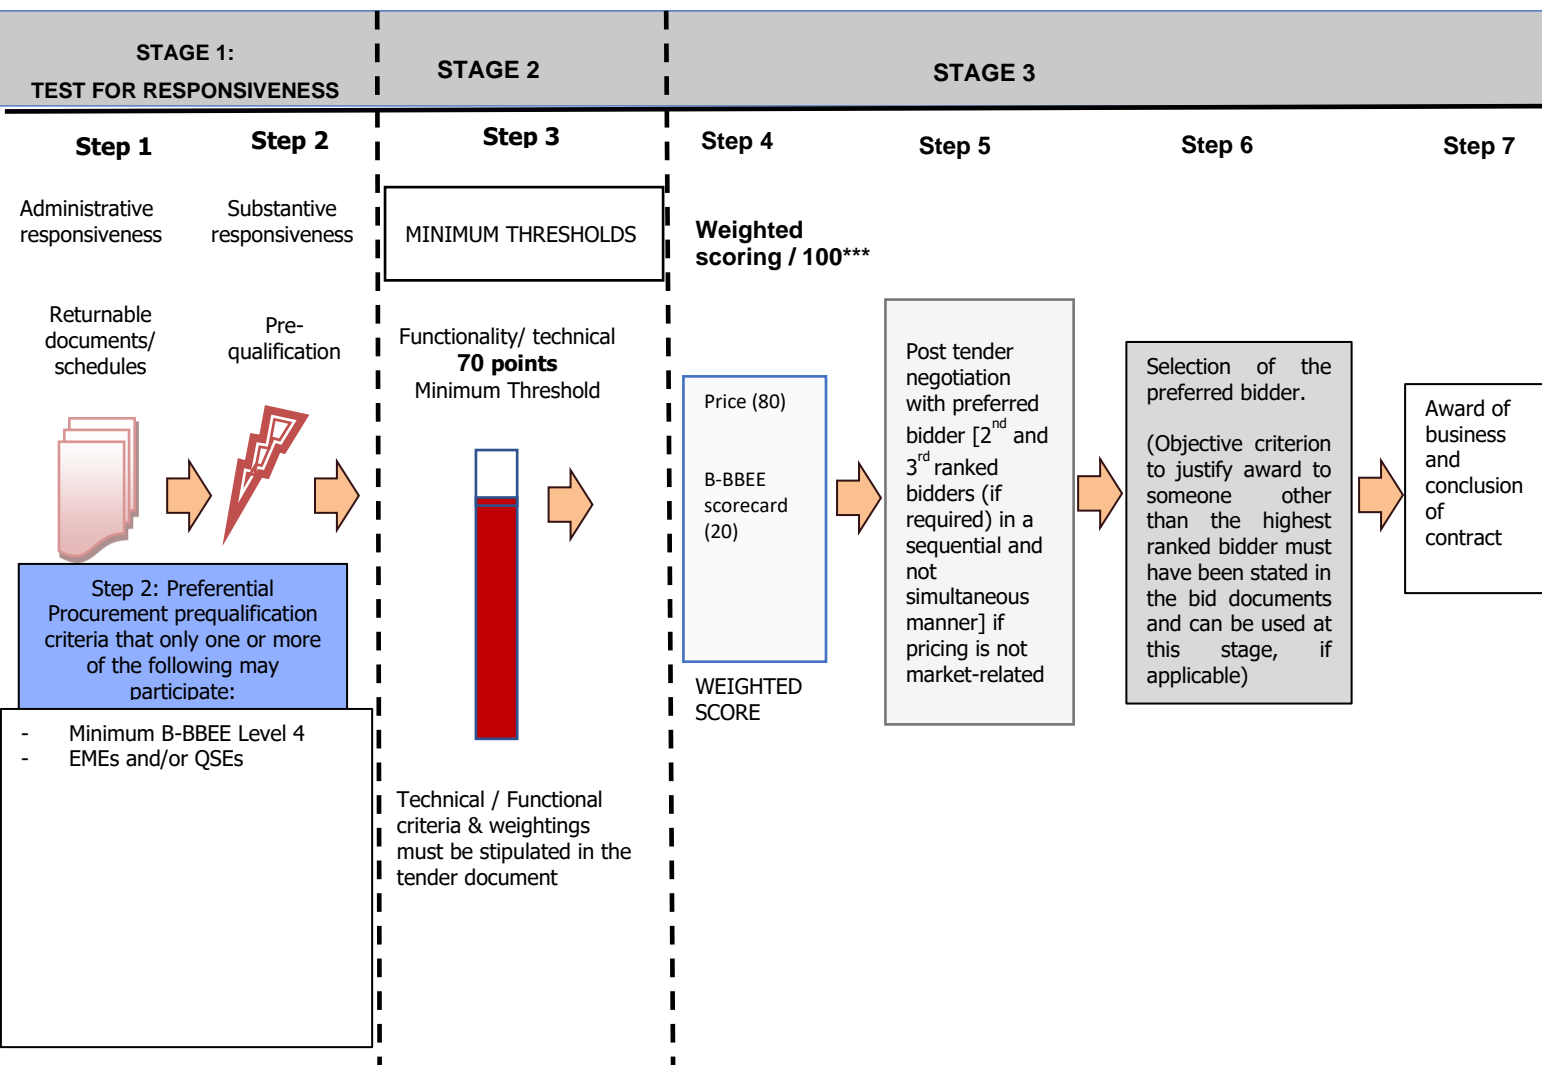 STAGE 1:
TEST FOR RESPONSIVENESS
STAGE 2
STAGE 3
Step 1
Step 2
Step 3
Step 4
Step 5
Step 6
Step 7
Administrative
responsiveness
Substantive
responsiveness
MINIMUM THRESHOLDS
Weighted
scoring / 100***
Returnable
documents/
schedules
Pre-
qualification
Functionality/ technical
70 points
Minimum Threshold
Price (80)
B-BBEE
scorecard
(20)
WEIGHTED
SCORE
Post tender
negotiation
with preferred
bidder [2nd and
3rd ranked
bidders (if
required) in a
sequential and
not
simultaneous
manner] if
pricing is not
market-related
Selection of the
preferred bidder.
(Objective criterion
to justify award to
someone other
than the highest
ranked bidder must
have been stated in
the bid documents
and can be used at
this stage, if
applicable)
Award of
business
and
conclusion
of
contract
Step 2: Preferential
Procurement prequalification
criteria that only one or more
of the following may
participate:
- Minimum B-BBEE Level 4
- EMEs and/or QSEs
Technical / Functional
criteria & weightings
must be stipulated in the
tender document